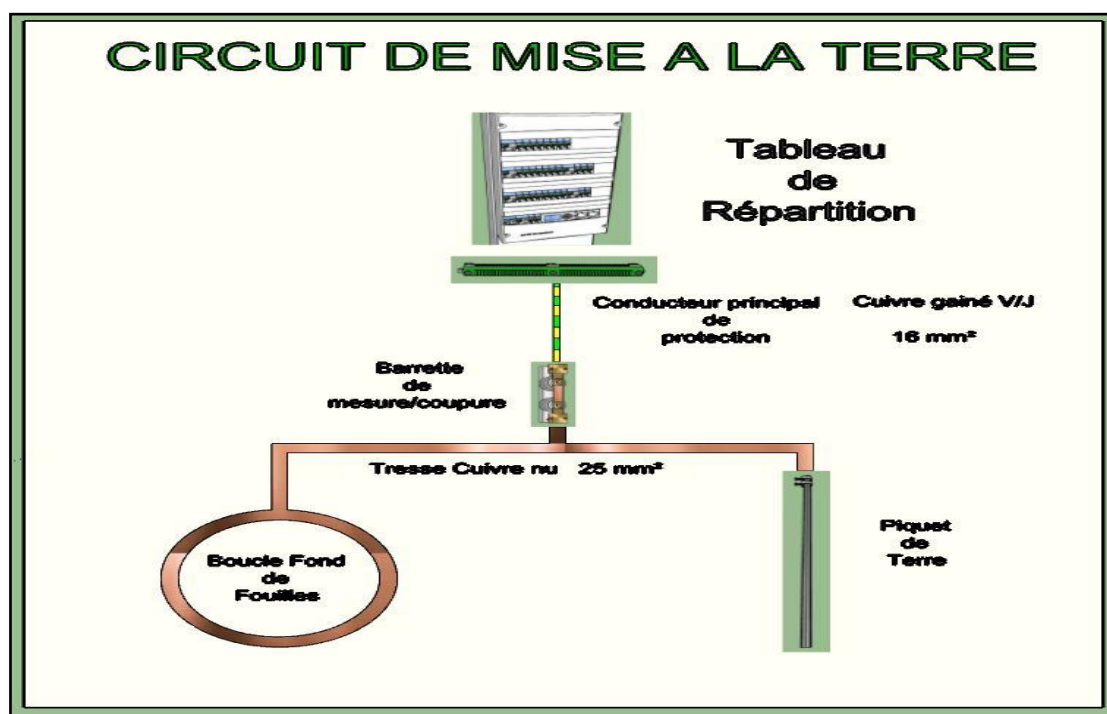 CIRCUIT DE MISE A LA TERRE
Tableau
de
Répartition
Conducteur principal
de
protection
Cuivre gainé V/J
16 mm²
Barrette
de
mesure/coupure
Tresse Cuivre nu 25 mm²
Boucle Fond
de
Fouilles
Piquet
de
Terre